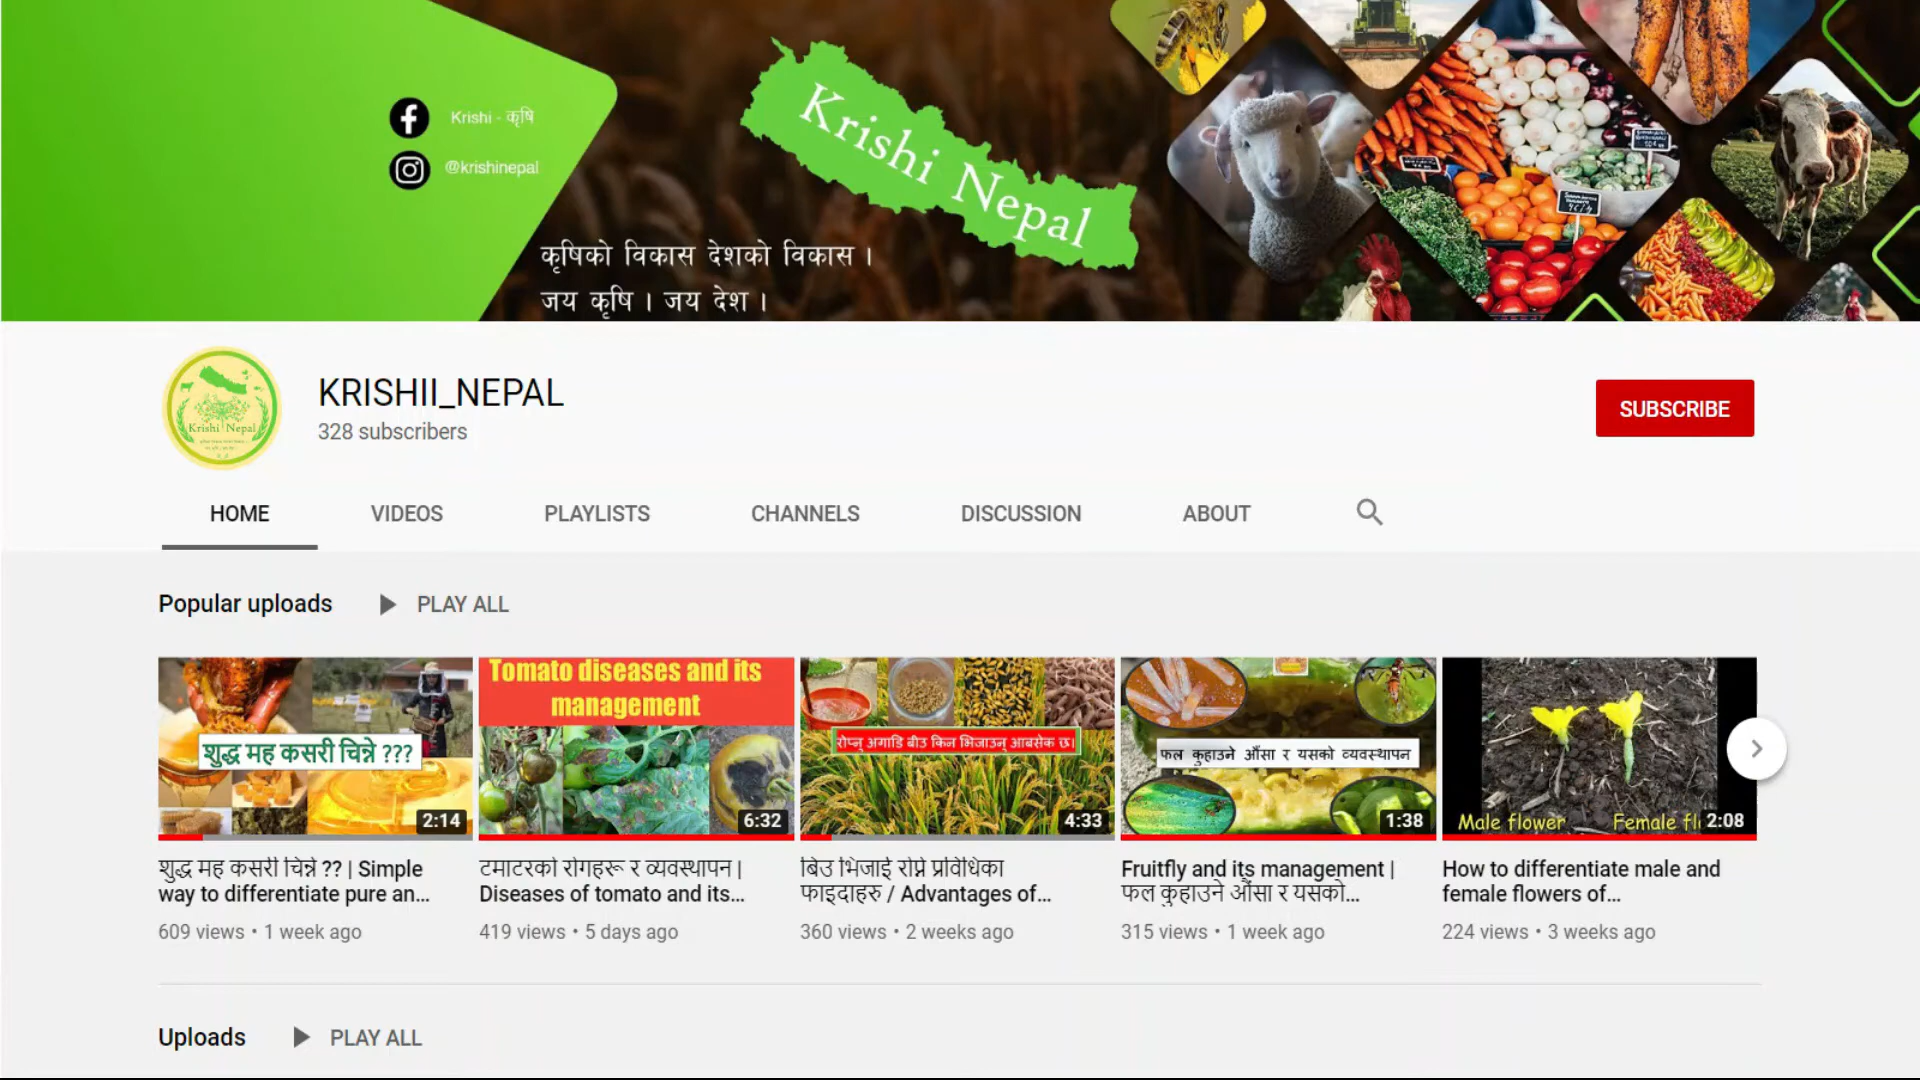 Krishi - कृषि
@krishinepal
Krishi Nepal
कृषिको विकास देशको विकास ।
जय कृषि । जय देश ।
Krishi Nepal
KRISHII_NEPAL
328 subscribers
SUBSCRIBE
HOME VIDEOS PLAYLISTS CHANNELS DISCUSSION ABOUT
Popular uploads PLAY ALL
शुद्ध मह कसरी चिन्ने ???
2:14
Tomato diseases and its
management
6:32
रोप्नु अगाडि बीउ किन भिजाउनु आबसेक छ।
4:33
फल कुहाउने औंसा र यसको व्यवस्थापन
1:38
Male flower Female fl
2:08
शुद्ध मह कसरी चिन्ने ?? | Simple
way to differentiate pure an...
609 views • 1 week ago
टमाटरको रोगहरू र व्यवस्थापन |
Diseases of tomato and its...
419 views • 5 days ago
बिउ भिजाई रोप्ने प्रविधिका
फाइदाहरु / Advantages of...
360 views • 2 weeks ago
Fruitfly and its management |
फल कुहाउने औंसा र यसको...
315 views • 1 week ago
How to differentiate male and
female flowers of...
224 views • 3 weeks ago
Uploads PLAY ALL